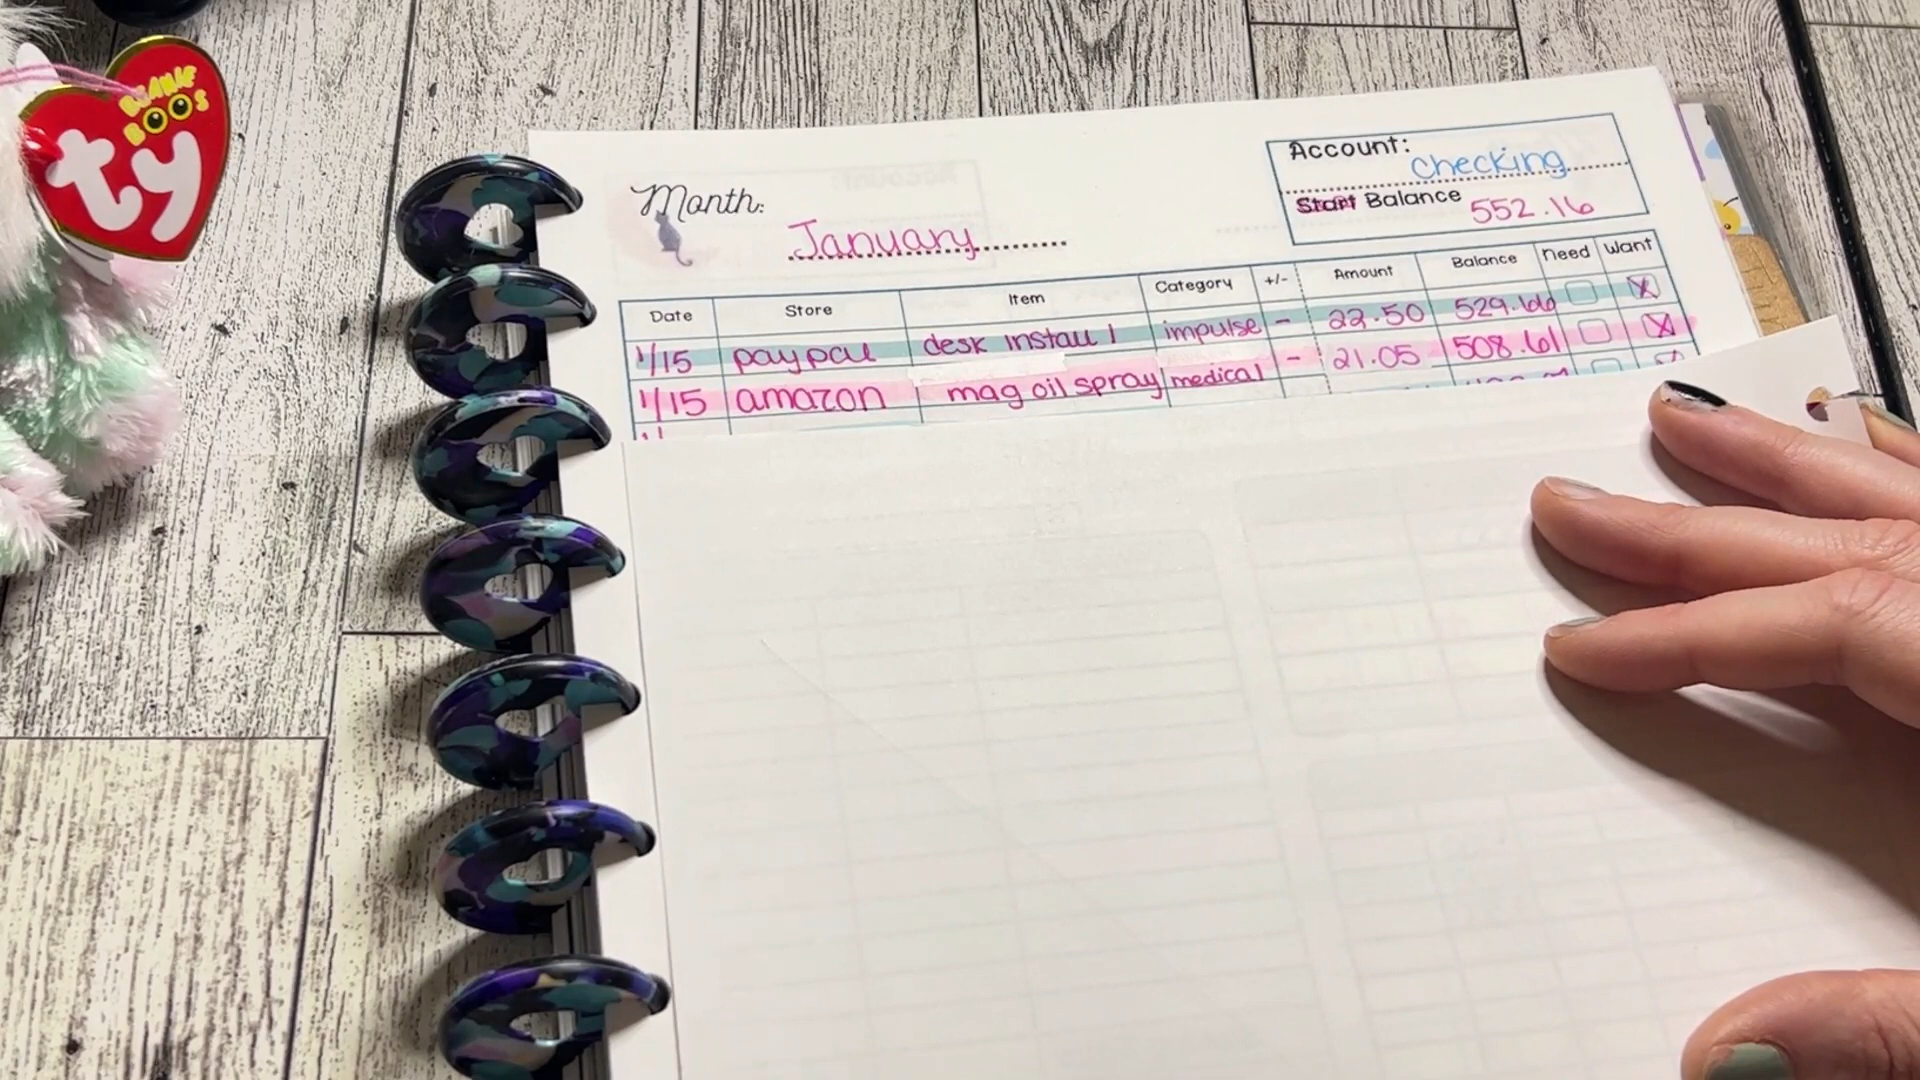 BEANIE
BOOS
ty
Account: checking
Start Balance 552.16
Month: January
Date Store Item Category +/- Amount Balance Need Want
1/15 paypal desk install 1 impulse - 22.50 529.66
1/15 amazon mag oil spray medical - 21.05 508.61